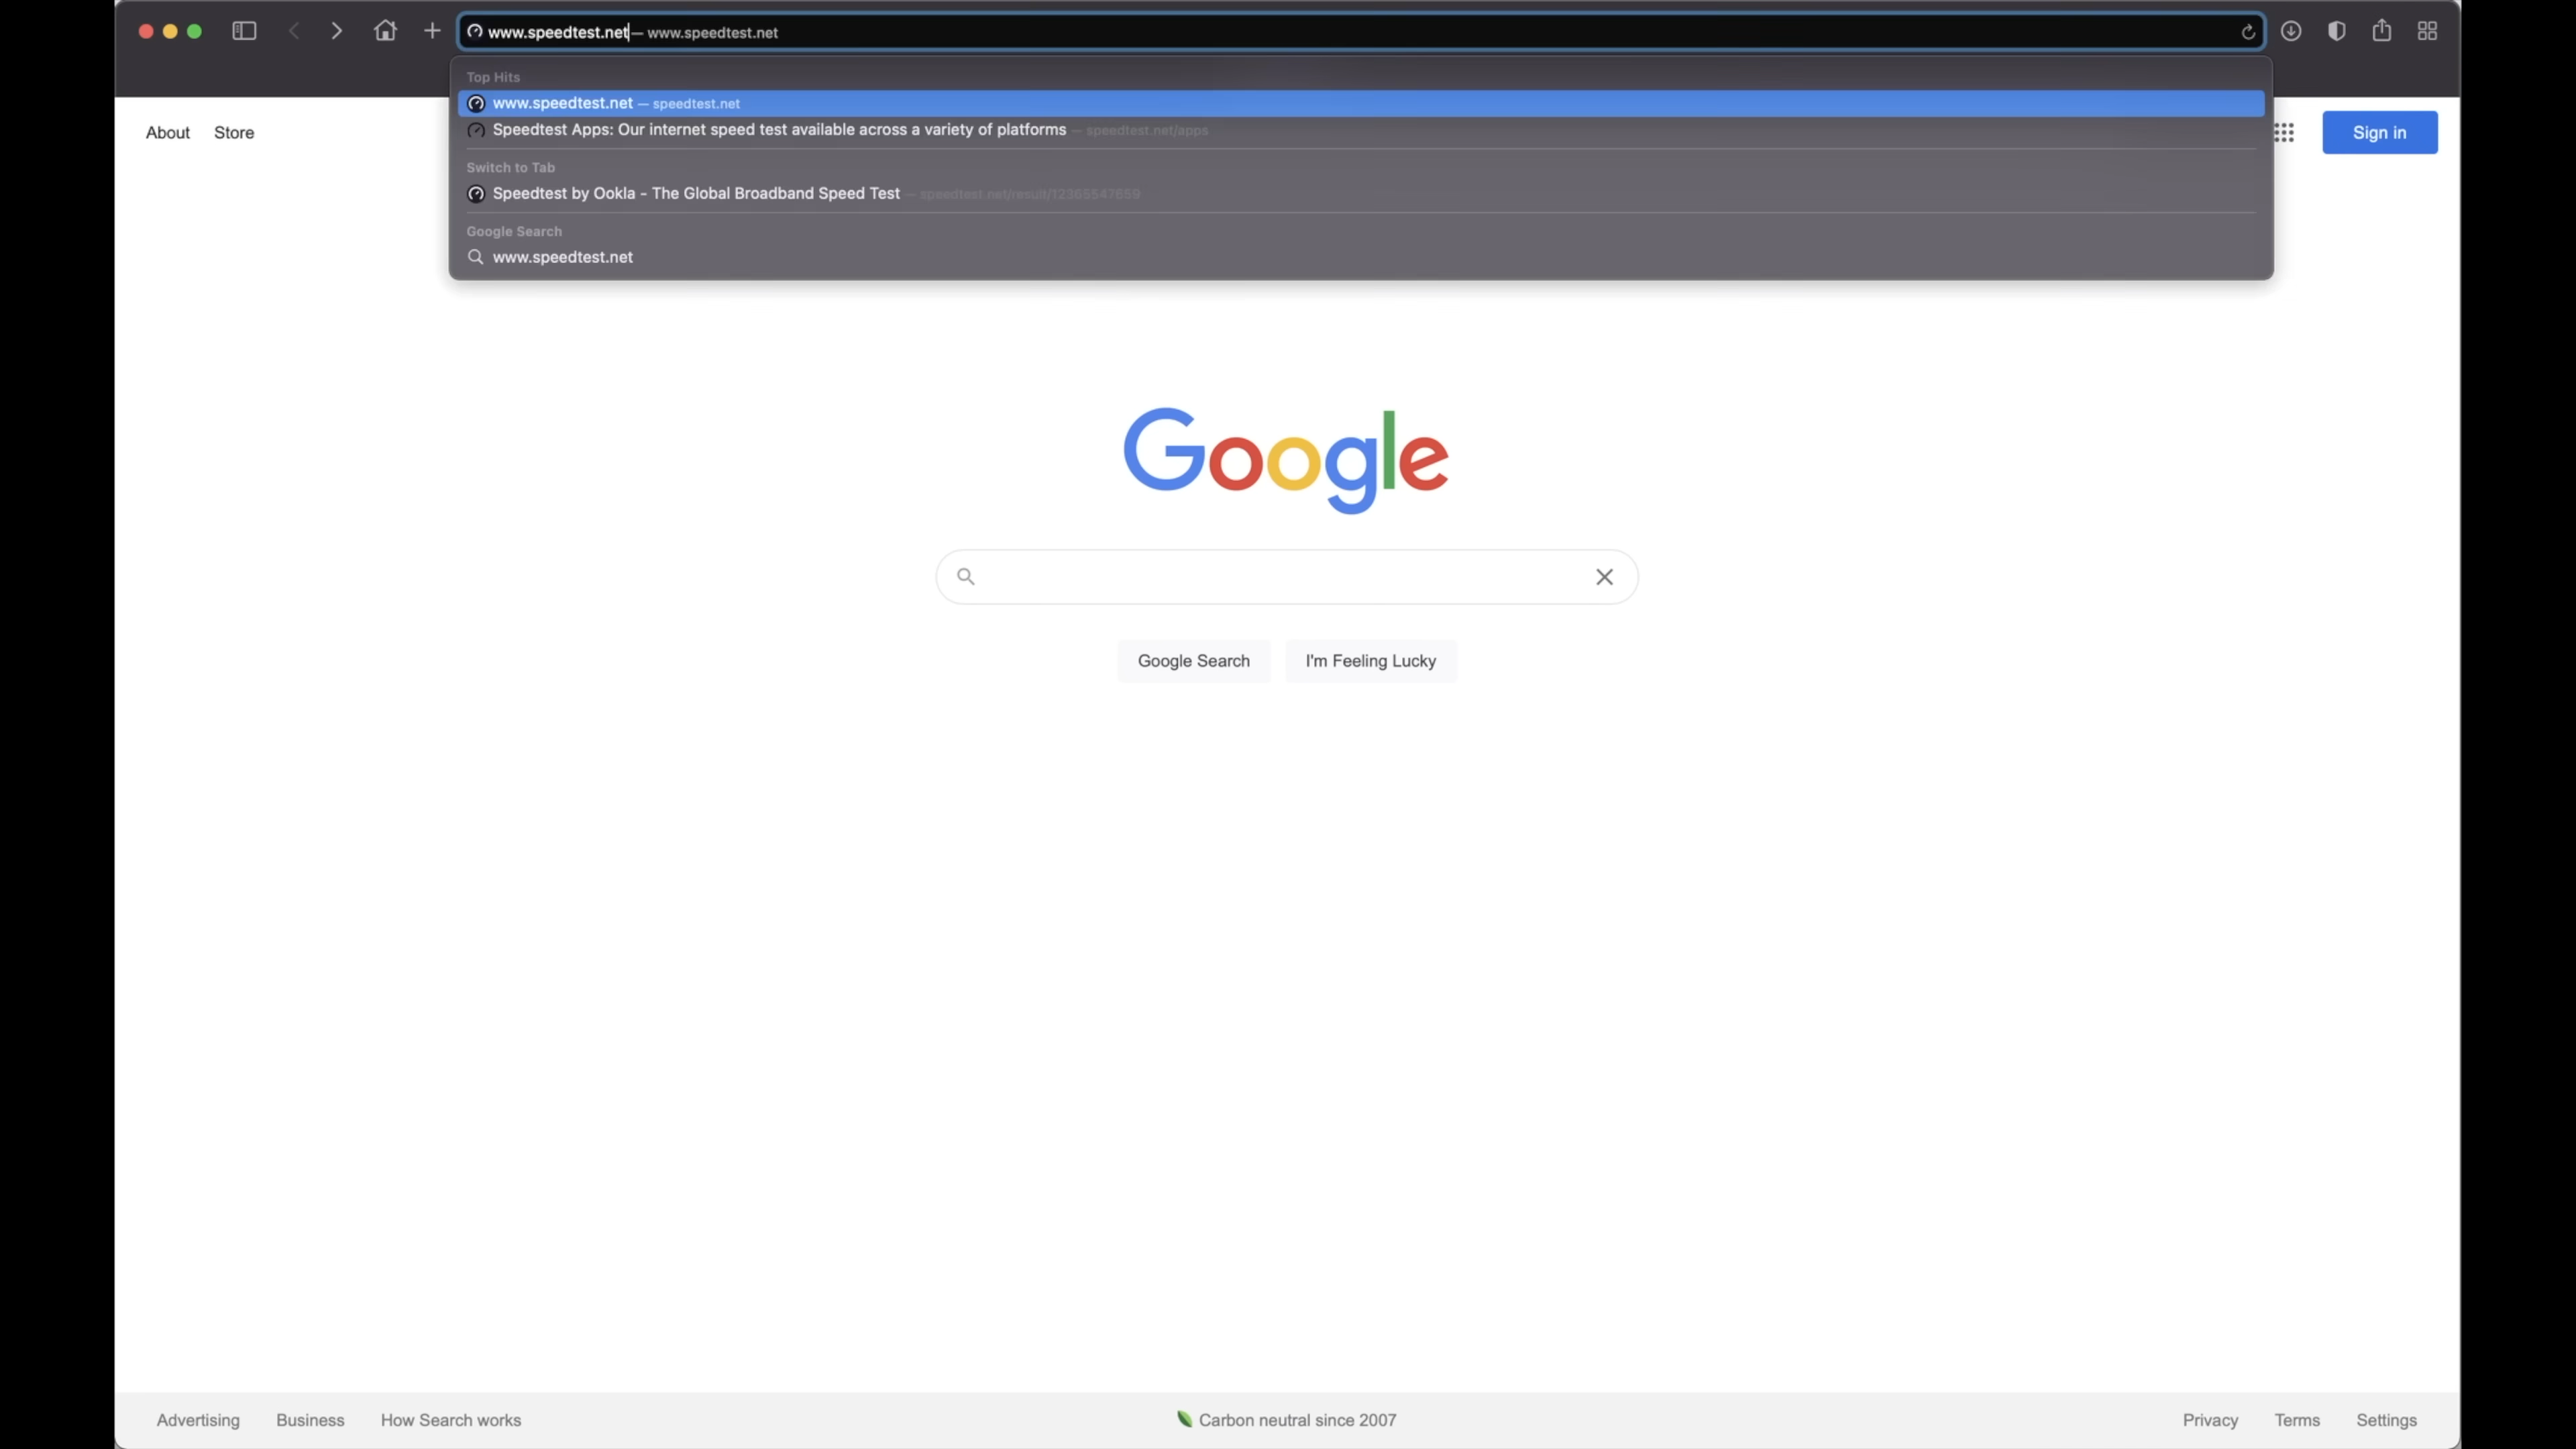 www.speedtest.net — www.speedtest.net
Top Hits
www.speedtest.net — speedtest.net
Speedtest Apps: Our internet speed test available across a variety of platforms — speedtest.net/apps
Switch to Tab
Speedtest by Ookla - The Global Broadband Speed Test — speedtest.net/result/12365547659
Google Search
www.speedtest.net
About Store Sign in
Google
Google Search I'm Feeling Lucky
Advertising Business How Search works Carbon neutral since 2007 Privacy Terms Settings